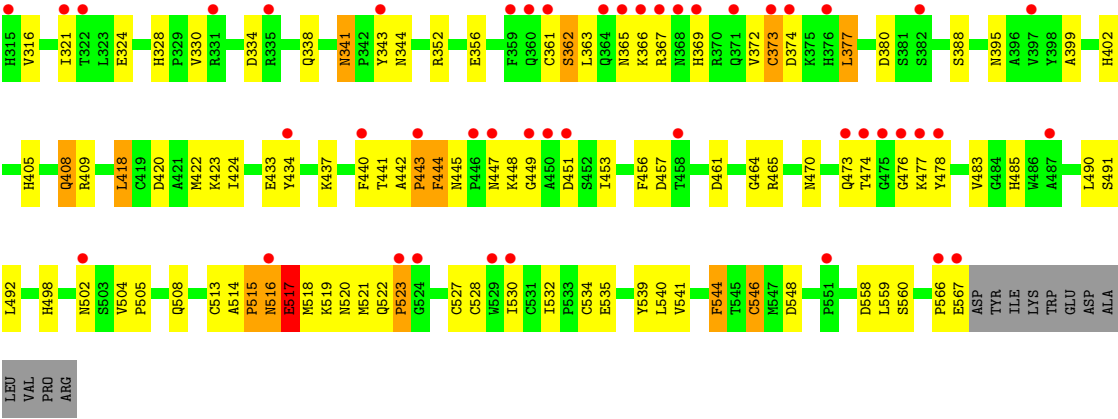 H315 V316 I321 T322 L323 E324 H328 P329 V330 R331 D334 R335 Q338 N341 P342 Y343 N344 R352 E356 F359 Q360 C361 S362 L363 Q364 N365 K366 R367 N368 H369 R370 Q371 V372 C373 D374 K375 H376 L377 D380 S381 S382 S388 N395 A396 V397 Y398 A399 H402
H405 Q408 R409 L418 C419 D420 A421 M422 K423 I424 E433 Y434 K437 F440 T441 A442 P443 F444 N445 P446 N447 K448 G449 A450 D451 S452 I453 F456 D457 T458 D461 G464 R465 N470 Q473 T474 G475 G476 K477 Y478 V483 G484 H485 W486 A487 L490 S491
L492 H498 N502 S503 V504 P505 Q508 C513 A514 P515 N516 E517 M518 K519 N520 M521 Q522 P523 G524 C527 C528 W529 I530 C531 I532 P533 C534 E535 Y539 L540 V541 F544 T545 C546 M547 D548 P551 D558 L559 S560 P566 E567 ASP TYR ILE LYS TRP GLU ASP ALA
LEU VAL PRO ARG